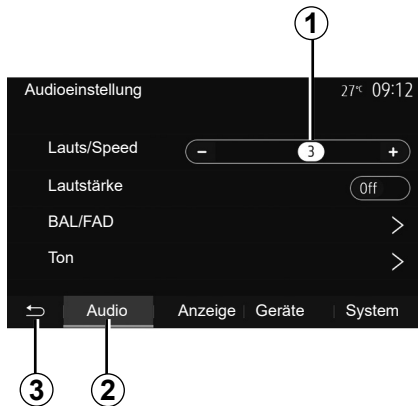 1
Audioeinstellung 27°c 09:12
Lauts/Speed - 3 +
Lautstärke Off
BAL/FAD >
Ton >
Audio Anzeige Geräte System
3 2